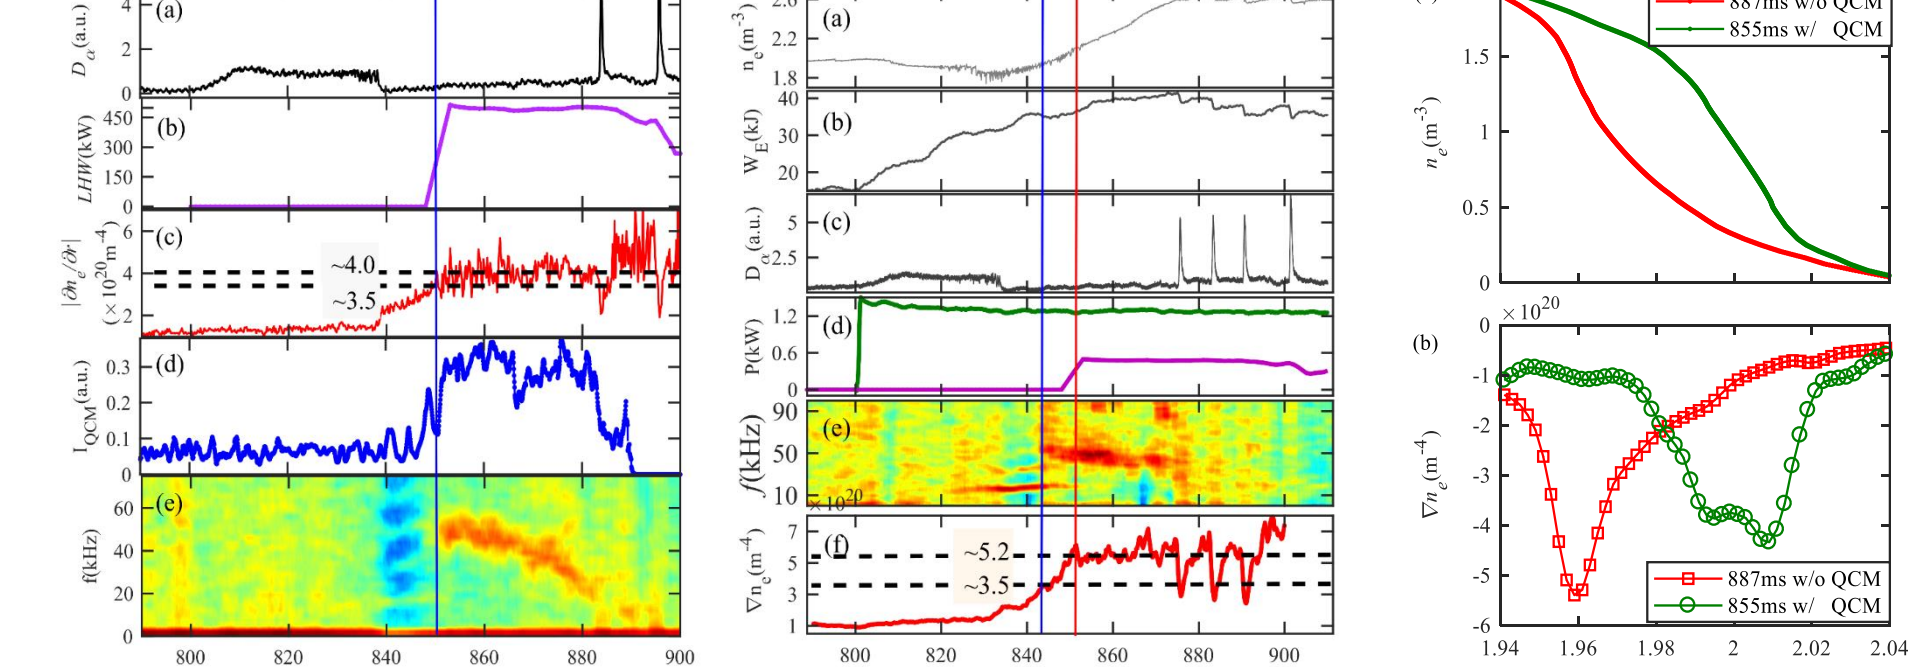 (a)
D_α(a.u.)
4
2
0
(b)
LHW(kW)
450
300
150
0
(c)
|∂n_e/∂r|
(×10^20 m^-4)
6
4
2
~4.0
~3.5
(d)
I_QCM(a.u.)
0.3
0.2
0.1
0
(e)
f(kHz)
60
40
20
0
800 820 840 860 880 900
(a)
n_e(m^-3)
2.6
2.2
1.8
(b)
W_E(kJ)
40
30
20
(c)
D_α(a.u.)
5
2.5
(d)
P(kW)
1.2
0.6
0
(e)
f(kHz)
90
50
10
×10^20
(f)
∇n_e(m^-4)
7
5
3
1
~5.2
~3.5
800 820 840 860 880 900
887ms w/o QCM
855ms w/ QCM
n_e(m^-3)
1.5
1
0.5
0
×10^20
(b)
∇n_e(m^-4)
0
-1
-2
-3
-4
-5
-6
887ms w/o QCM
855ms w/ QCM
1.94 1.96 1.98 2 2.02 2.04